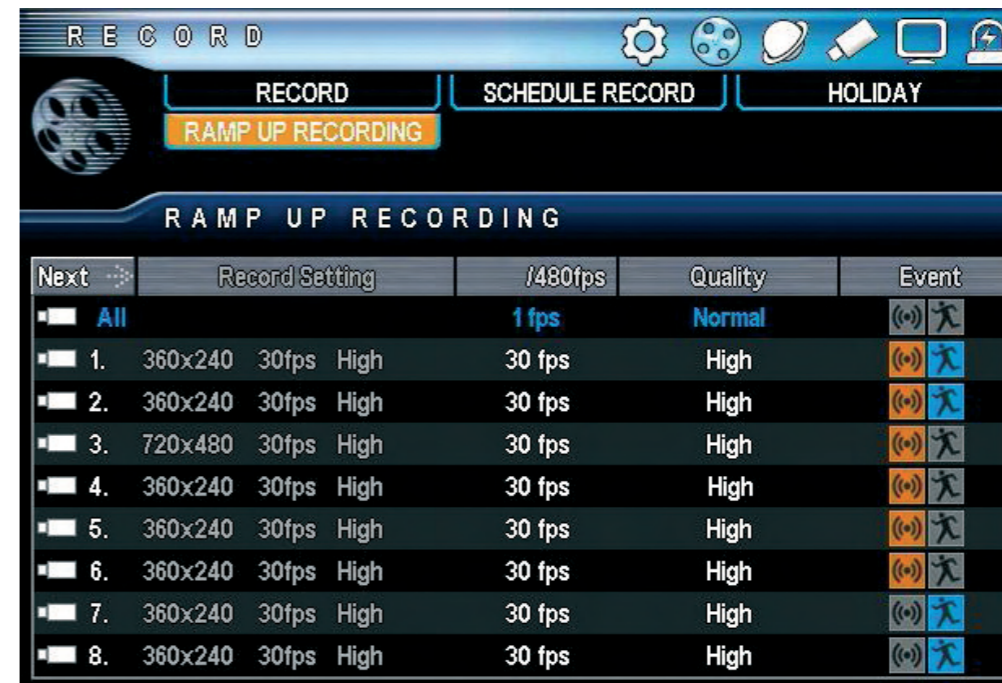 RECORD
RECORD SCHEDULE RECORD HOLIDAY
RAMP UP RECORDING
RAMP UP RECORDING
Next Record Setting /480fps Quality Event
All 1 fps Normal
1. 360x240 30fps High 30 fps High
2. 360x240 30fps High 30 fps High
3. 720x480 30fps High 30 fps High
4. 360x240 30fps High 30 fps High
5. 360x240 30fps High 30 fps High
6. 360x240 30fps High 30 fps High
7. 360x240 30fps High 30 fps High
8. 360x240 30fps High 30 fps High